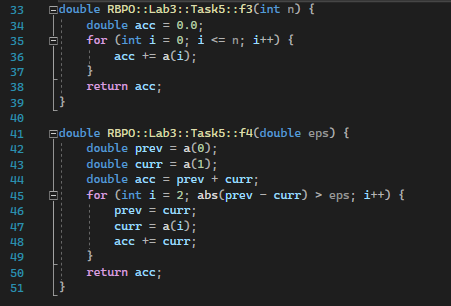 33 double RBPO::Lab3::Task5::f3(int n) {
34     double acc = 0.0;
35     for (int i = 0; i <= n; i++) {
36         acc += a(i);
37     }
38     return acc;
39 }
40
41 double RBPO::Lab3::Task5::f4(double eps) {
42     double prev = a(0);
43     double curr = a(1);
44     double acc = prev + curr;
45     for (int i = 2; abs(prev - curr) > eps; i++) {
46         prev = curr;
47         curr = a(i);
48         acc += curr;
49     }
50     return acc;
51 }